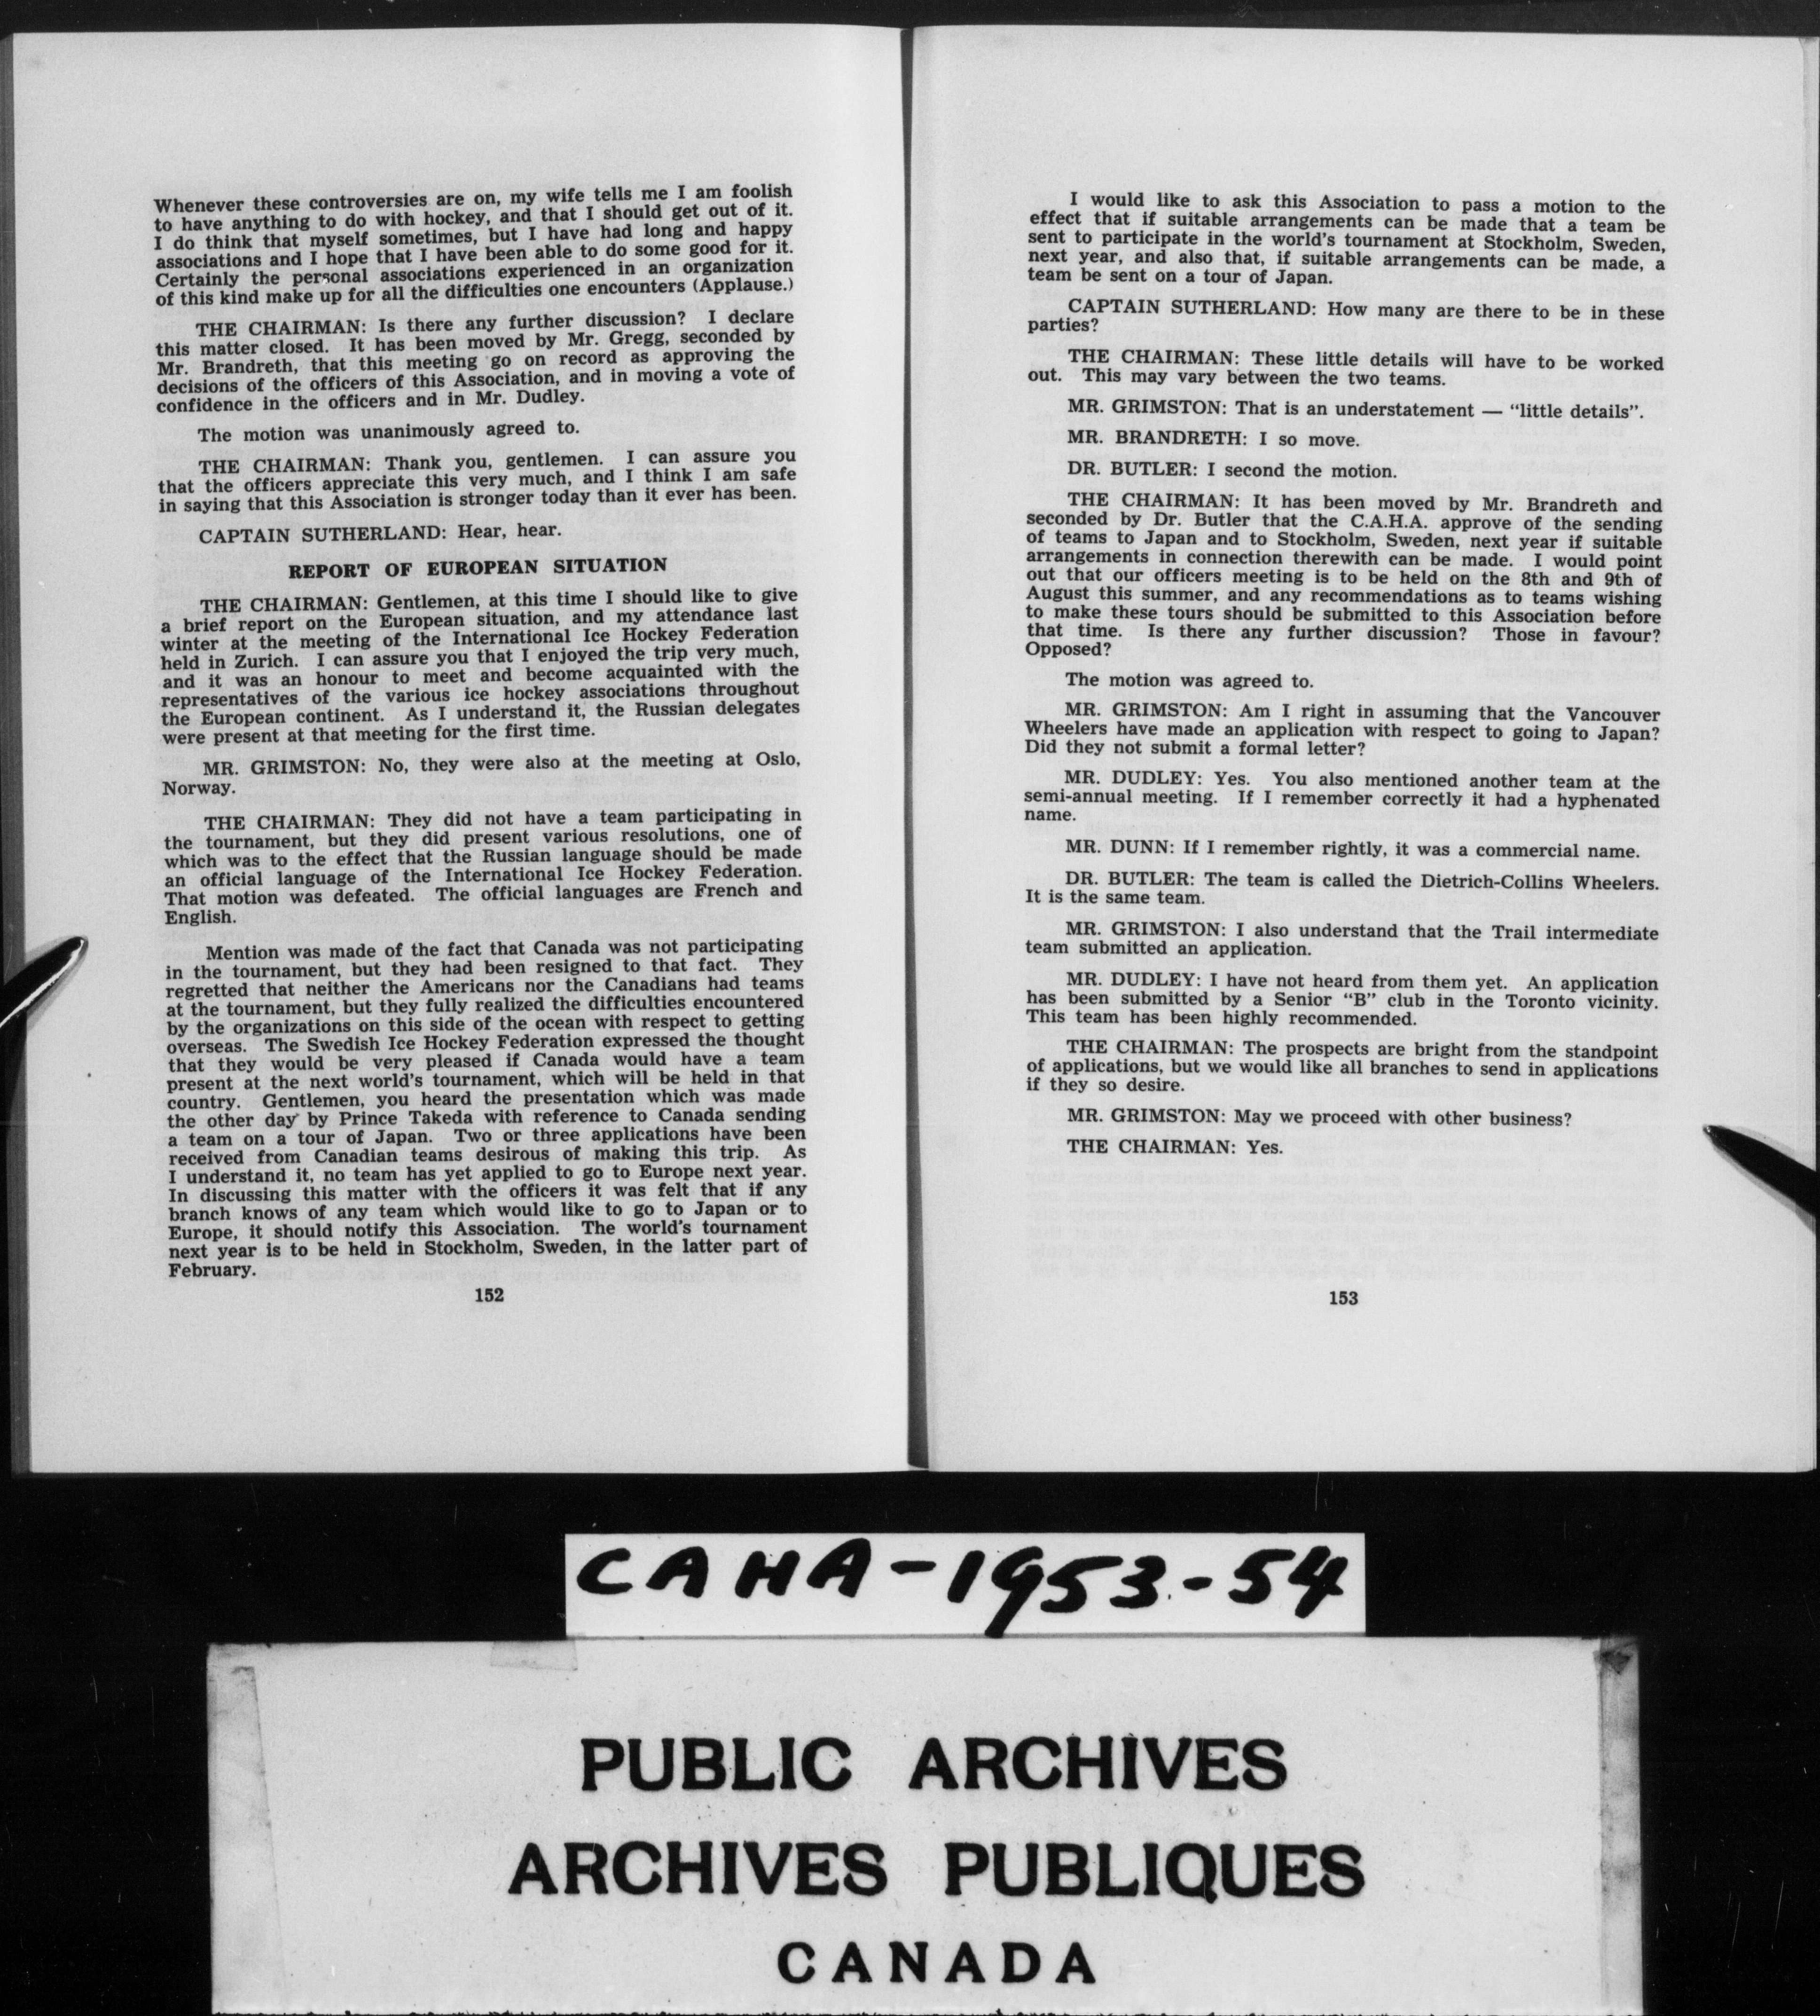 Whenever these controversies are on, my wife tells me I am foolish
to have anything to do with hockey, and that I should get out of it.
I do think that myself sometimes, but I have had long and happy
associations and I hope that I have been able to do some good for it.
Certainly the personal associations experienced in an organization
of this kind make up for all the difficulties one encounters (Applause.)
THE CHAIRMAN: Is there any further discussion? I declare
this matter closed. It has been moved by Mr. Gregg, seconded by
Mr. Brandreth, that this meeting go on record as approving the
decisions of the officers of this Association, and in moving a vote of
confidence in the officers and in Mr. Dudley.
The motion was unanimously agreed to.
THE CHAIRMAN: Thank you, gentlemen. I can assure you
that the officers appreciate this very much, and I think I am safe
in saying that this Association is stronger today than it ever has been.
CAPTAIN SUTHERLAND: Hear, hear.
REPORT OF EUROPEAN SITUATION
THE CHAIRMAN: Gentlemen, at this time I should like to give
a brief report on the European situation, and my attendance last
winter at the meeting of the International Ice Hockey Federation
held in Zurich. I can assure you that I enjoyed the trip very much,
and it was an honour to meet and become acquainted with the
representatives of the various ice hockey associations throughout
the European continent. As I understand it, the Russian delegates
were present at that meeting for the first time.
MR. GRIMSTON: No, they were also at the meeting at Oslo,
Norway.
THE CHAIRMAN: They did not have a team participating in
the tournament, but they did present various resolutions, one of
which was to the effect that the Russian language should be made
an official language of the International Ice Hockey Federation.
That motion was defeated. The official languages are French and
English.
Mention was made of the fact that Canada was not participating
in the tournament, but they had been resigned to that fact. They
regretted that neither the Americans nor the Canadians had teams
at the tournament, but they fully realized the difficulties encountered
by the organizations on this side of the ocean with respect to getting
overseas. The Swedish Ice Hockey Federation expressed the thought
that they would be very pleased if Canada would have a team
present at the next world's tournament, which will be held in that
country. Gentlemen, you heard the presentation which was made
the other day by Prince Takeda with reference to Canada sending
a team on a tour of Japan. Two or three applications have been
received from Canadian teams desirous of making this trip. As
I understand it, no team has yet applied to go to Europe next year.
In discussing this matter with the officers it was felt that if any
branch knows of any team which would like to go to Japan or to
Europe, it should notify this Association. The world's tournament
next year is to be held in Stockholm, Sweden, in the latter part of
February.
152
I would like to ask this Association to pass a motion to the
effect that if suitable arrangements can be made that a team be
sent to participate in the world's tournament at Stockholm, Sweden,
next year, and also that, if suitable arrangements can be made, a
team be sent on a tour of Japan.
CAPTAIN SUTHERLAND: How many are there to be in these
parties?
THE CHAIRMAN: These little details will have to be worked
out. This may vary between the two teams.
MR. GRIMSTON: That is an understatement — "little details".
MR. BRANDRETH: I so move.
DR. BUTLER: I second the motion.
THE CHAIRMAN: It has been moved by Mr. Brandreth and
seconded by Dr. Butler that the C.A.H.A. approve of the sending
of teams to Japan and to Stockholm, Sweden, next year if suitable
arrangements in connection therewith can be made. I would point
out that our officers meeting is to be held on the 8th and 9th of
August this summer, and any recommendations as to teams wishing
to make these tours should be submitted to this Association before
that time. Is there any further discussion? Those in favour?
Opposed?
The motion was agreed to.
MR. GRIMSTON: Am I right in assuming that the Vancouver
Wheelers have made an application with respect to going to Japan?
Did they not submit a formal letter?
MR. DUDLEY: Yes. You also mentioned another team at the
semi-annual meeting. If I remember correctly it had a hyphenated
name.
MR. DUNN: If I remember rightly, it was a commercial name.
DR. BUTLER: The team is called the Dietrich-Collins Wheelers.
It is the same team.
MR. GRIMSTON: I also understand that the Trail intermediate
team submitted an application.
MR. DUDLEY: I have not heard from them yet. An application
has been submitted by a Senior "B" club in the Toronto vicinity.
This team has been highly recommended.
THE CHAIRMAN: The prospects are bright from the standpoint
of applications, but we would like all branches to send in applications
if they so desire.
MR. GRIMSTON: May we proceed with other business?
THE CHAIRMAN: Yes.
153
CAHA-1953-54
PUBLIC ARCHIVES
ARCHIVES PUBLIQUES
CANADA